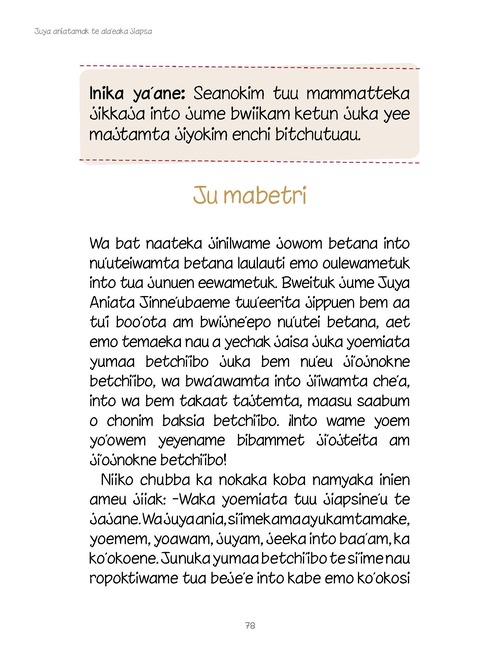 Juya aniatamak te ala'eaka jiapsa
Inika ya'ane: Seanokim tuu mammatteka
jikkaja into jume bwiikam ketun juka yee
majtamta jiyokim enchi bitchutuau.
Ju mabetri
Wa bat naateka jinilwame jowom betana into
nu'uteiwamta betana laulauti emo oulewametuk
into tua junuen eewametuk. Bweituk jume Juya
Aniata Jinne'ubaeme tuu'eerita jippuen bem aa
tu'i boo'ota am bwijne'epo nu'utei betana, aet
emo temaeka nau a yechak jaisa juka yoemiata
yumaa betchi'ibo juka bem nu'eu ji'ojnokne
betchi'ibo, wa bwa'awamta into ji'iwamta che'a,
into wa bem takaat tajtemta, maasu saabum
o chonim baksia betchi'ibo. ¡Into wame yoem
yo'owem yeyename bibammet ji'ojteita am
ji'ojnokne betchi'ibo!
Niiko chubba ka nokaka koba namyaka inien
ameu jiiak: -Waka yoemiata tuu jiapsine'u te
jajane. Wa juya ania, si'imekamaayukamtamake,
yoemem, yoawam, juyam, jeeka into baa'am, ka
ko'okoene. Junuka yumaa betchi'ibo te si'ime nau
ropoktiwame tua beje'e into kabe emo ko'okosi
78